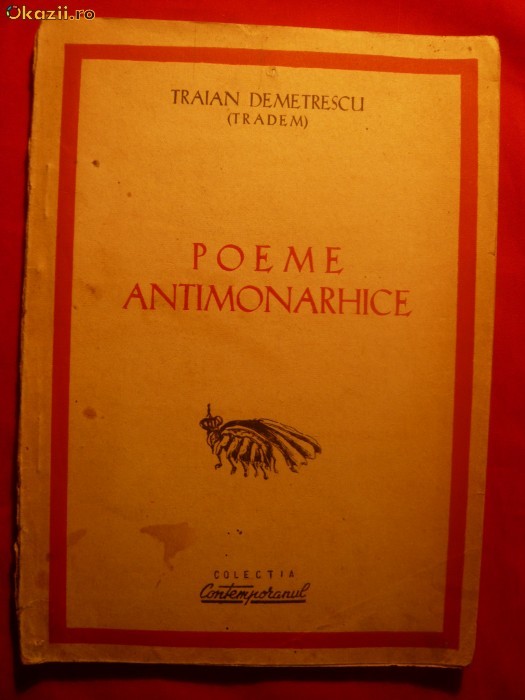 Okazii.ro
TRAIAN DEMETRESCU
(TRADEM)
POEME
ANTIMONARHICE
COLECTIA
Contemporanul